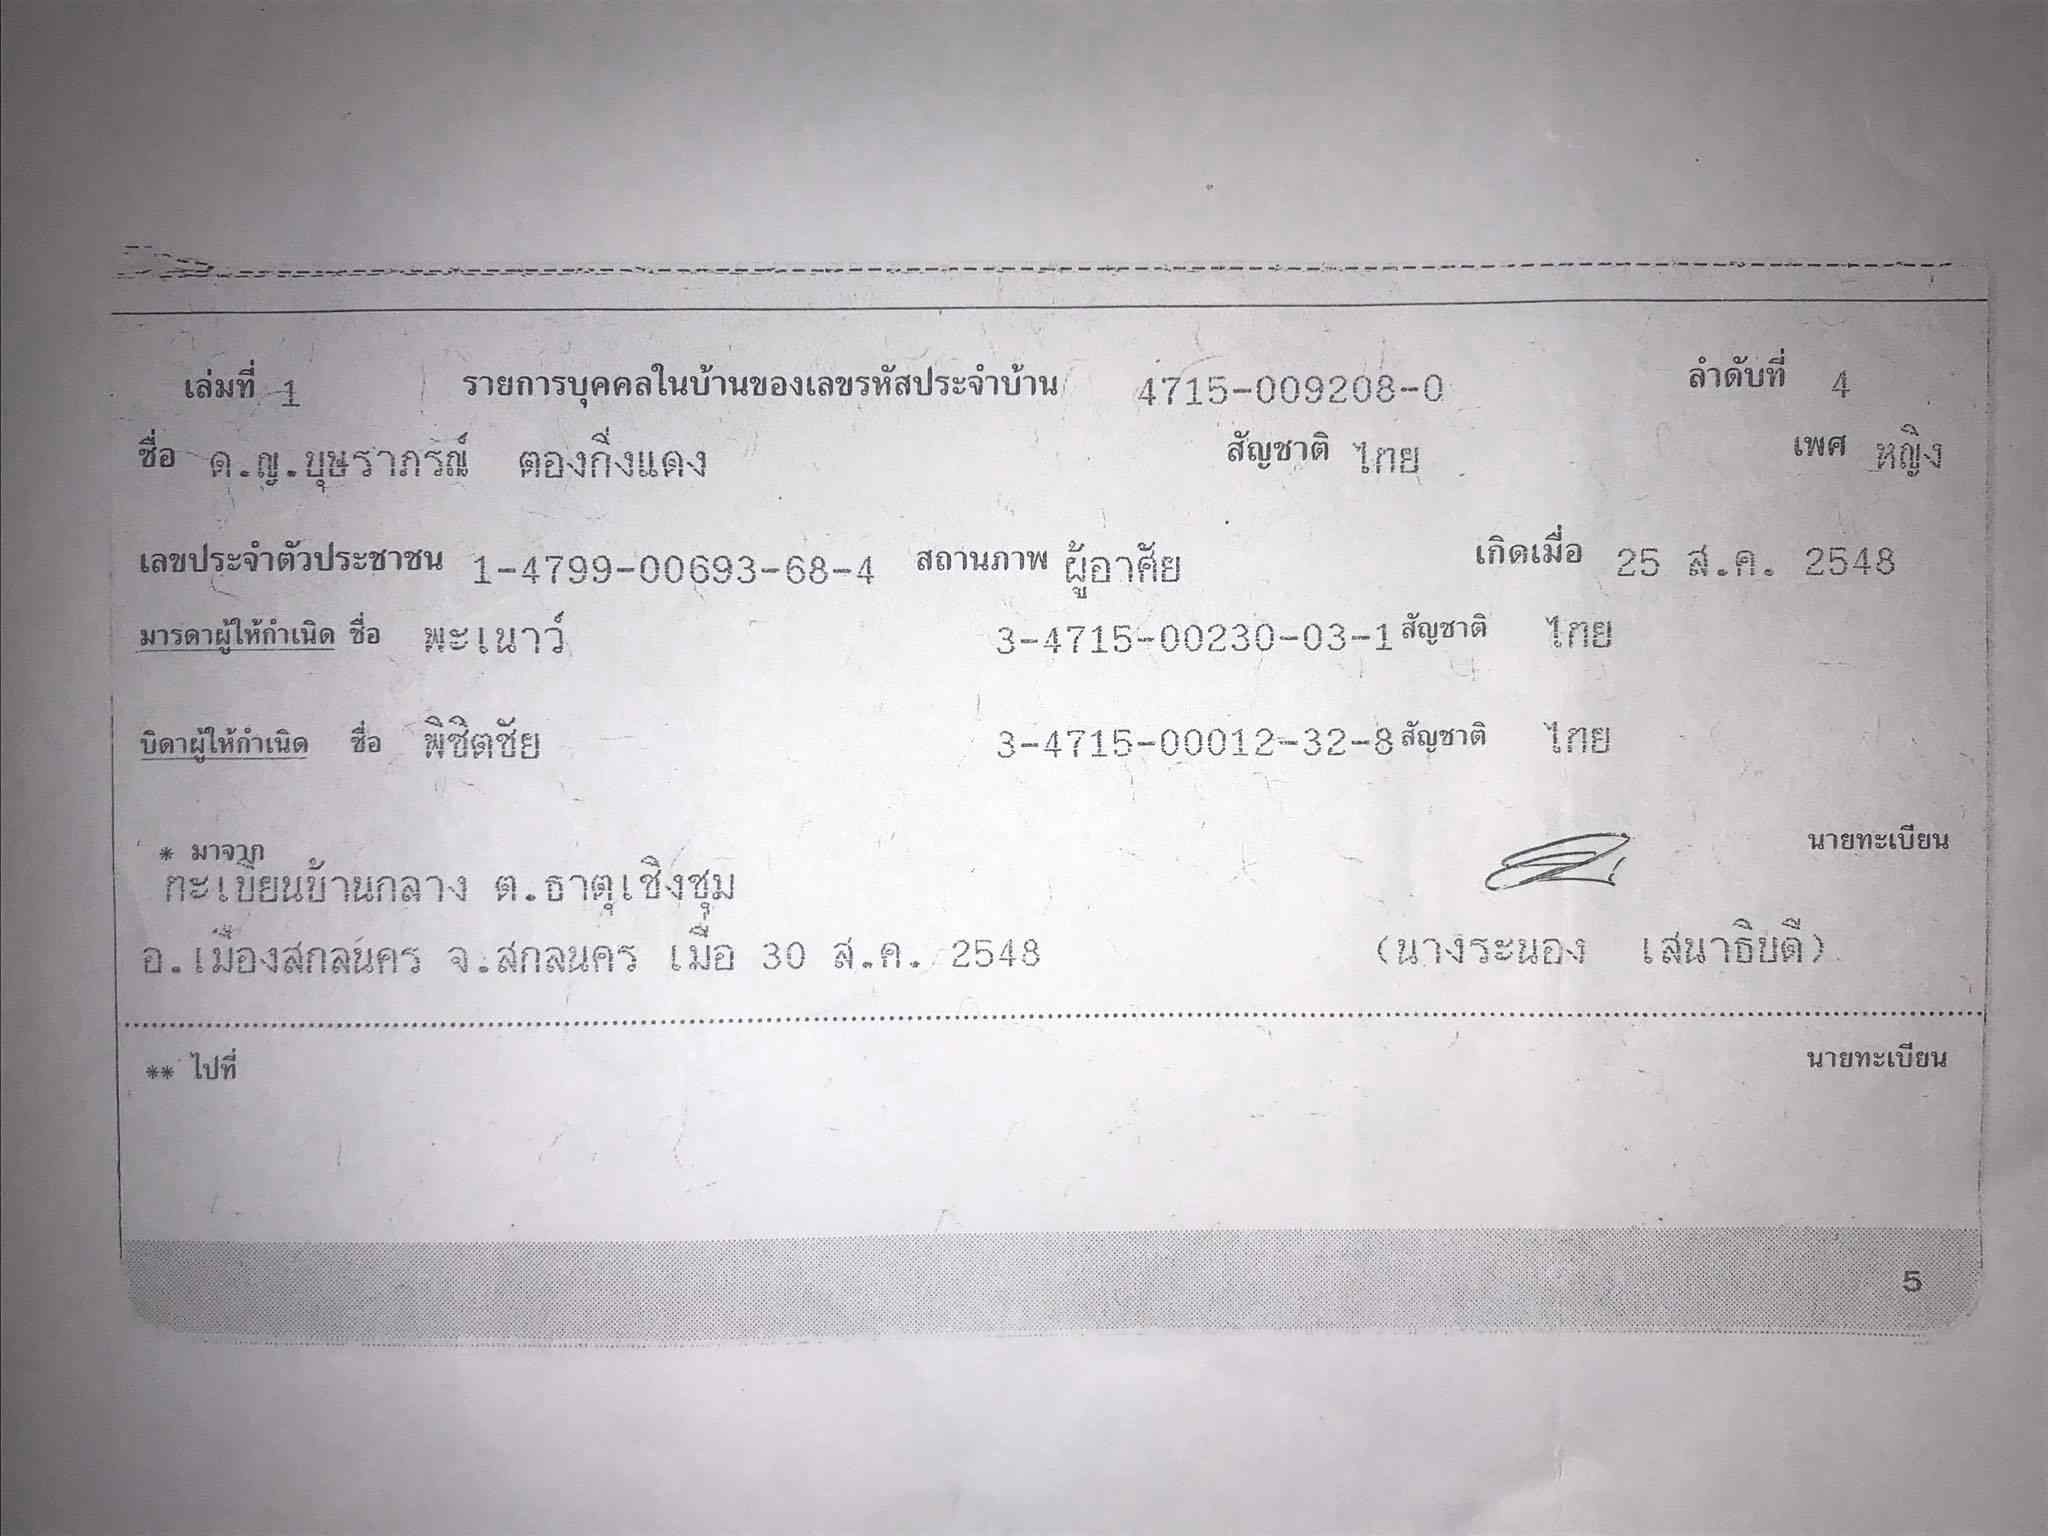 เล่มที่ 1 รายการบุคคลในบ้านของเลขรหัสประจำบ้าน 4715-009208-0 ลำดับที่ 4
ชื่อ ด.ญ.บุษราภรณ์ ตองกิ่งแดง สัญชาติ ไทย เพศ หญิง
เลขประจำตัวประชาชน 1-4799-00693-68-4 สถานภาพ ผู้อาศัย เกิดเมื่อ 25 ส.ค. 2548
มารดาผู้ให้กำเนิด ชื่อ พะเนาว์ 3-4715-00230-03-1 สัญชาติ ไทย
บิดาผู้ให้กำเนิด ชื่อ พิชิตชัย 3-4715-00012-32-8 สัญชาติ ไทย
* มาจาก นายทะเบียน
ทะเบียนบ้านกลาง ต.ธาตุเชิงชุม
อ.เมืองสกลนคร จ.สกลนคร เมื่อ 30 ส.ค. 2548 (นางระนอง เสนาธิบดี)
** ไปที่ นายทะเบียน
5